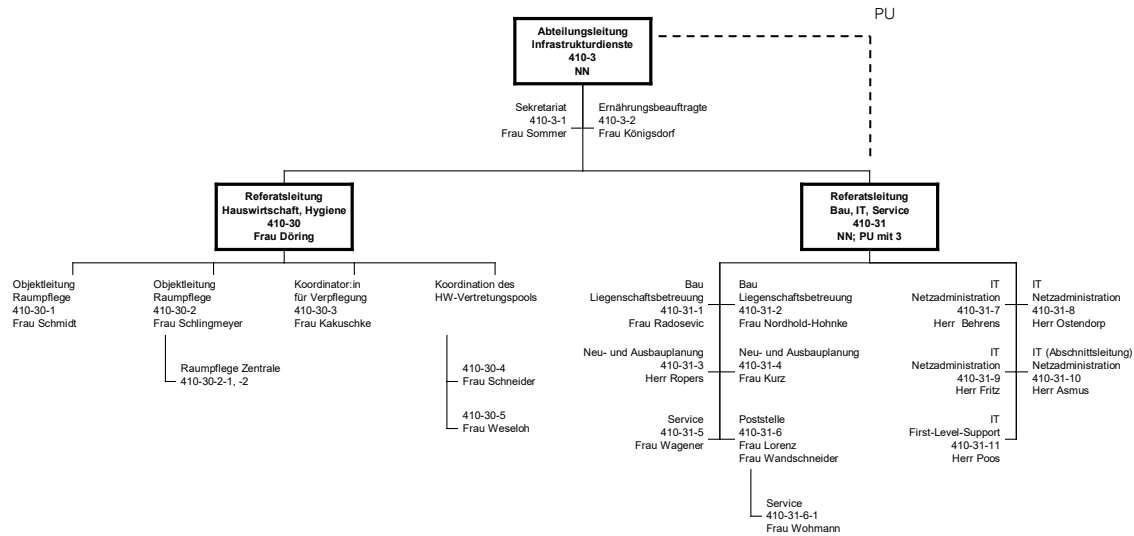 PU
Abteilungsleitung
Infrastrukturdienste
410-3
NN
Sekretariat
410-3-1
Frau Sommer
Ernährungsbeauftragte
410-3-2
Frau Königsdorf
Referatsleitung
Hauswirtschaft, Hygiene
410-30
Frau Döring
Referatsleitung
Bau, IT, Service
410-31
NN; PU mit 3
Objektleitung
Raumpflege
410-30-1
Frau Schmidt
Objektleitung
Raumpflege
410-30-2
Frau Schlingmeyer
Raumpflege Zentrale
410-30-2-1, -2
Koordinator:in
für Verpflegung
410-30-3
Frau Kakuschke
Koordination des
HW-Vertretungspools
410-30-4
Frau Schneider
410-30-5
Frau Weseloh
Bau
Liegenschaftsbetreuung
410-31-1
Frau Radosevic
Bau
Liegenschaftsbetreuung
410-31-2
Frau Nordhold-Hohnke
Neu- und Ausbauplanung
410-31-3
Herr Ropers
Neu- und Ausbauplanung
410-31-4
Frau Kurz
Service
410-31-5
Frau Wagener
Poststelle
410-31-6
Frau Lorenz
Frau Wandschneider
Service
410-31-6-1
Frau Wohmann
IT
Netzadministration
410-31-7
Herr Behrens
IT
Netzadministration
410-31-8
Herr Ostendorp
IT
Netzadministration
410-31-9
Herr Fritz
IT (Abschnittsleitung)
Netzadministration
410-31-10
Herr Asmus
IT
First-Level-Support
410-31-11
Herr Poos